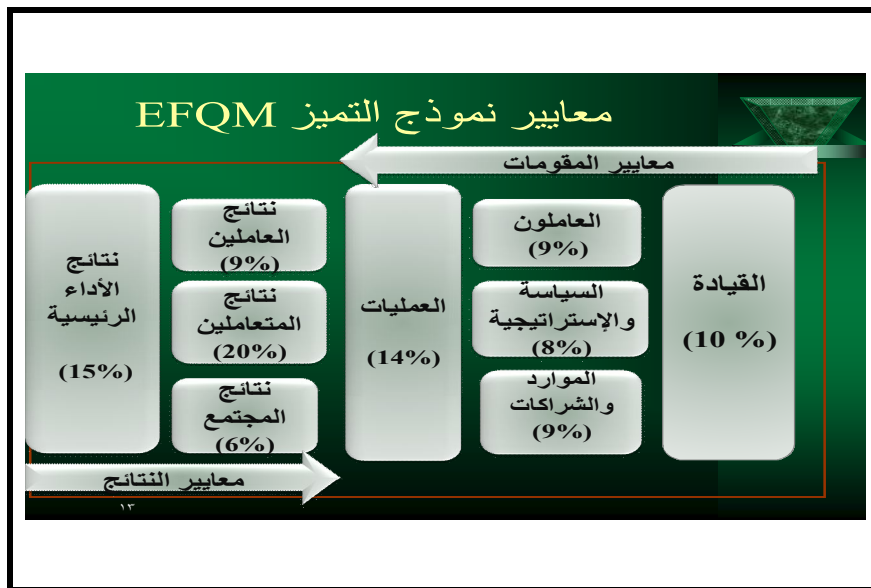 معايير نموذج التميز EFQM
معايير المقومات
القيادة
(10 %)
العاملون
(9%)
السياسة
والإستراتيجية
(8%)
الموارد
والشراكات
(9%)
العمليات
(14%)
نتائج
العاملين
(9%)
نتائج
المتعاملين
(20%)
نتائج
المجتمع
(6%)
نتائج
الأداء
الرئيسية
(15%)
معايير النتائج
١٣